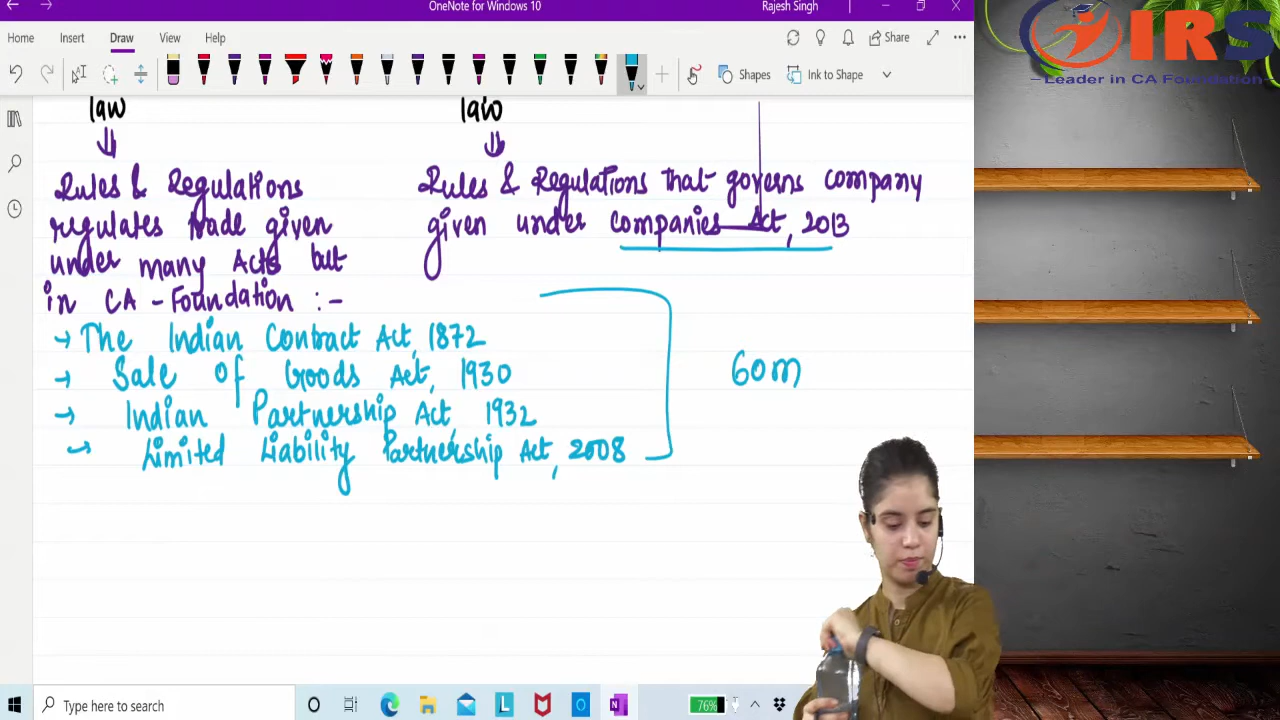 OneNote for Windows 10
Rajesh Singh
Home Insert Draw View Help
Share
Shapes
Ink to Shape
IRS
Leader in CA Foundation
law
law
Rules & Regulations
regulates trade given
under many Acts but
in CA - Foundation :-
Rules & Regulations that governs company
given under companies Act, 2013
→ The Indian Contract Act, 1872
→ Sale of Goods Act, 1930
→ Indian Partnership Act, 1932
→ Limited Liability Partnership Act, 2008
60m
Type here to search
76%